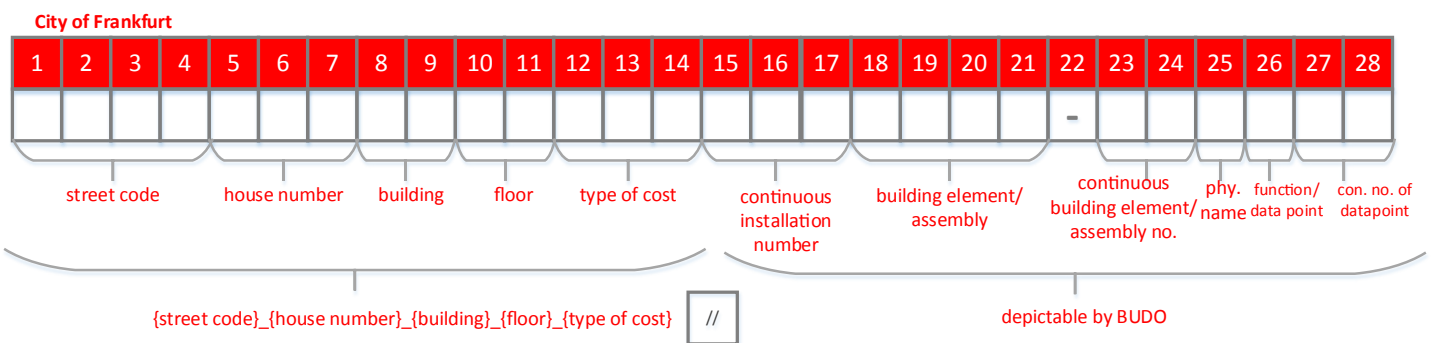 City of Frankfurt
1 2 3 4 5 6 7 8 9 10 11 12 13 14 15 16 17 18 19 20 21 22 23 24 25 26 27 28
-
street code house number building floor type of cost continuous installation number building element/ assembly continuous building element/ assembly no. phy. name function/ data point con. no. of datapoint
{street code}_{house number}_{building}_{floor}_{type of cost} // depictable by BUDO